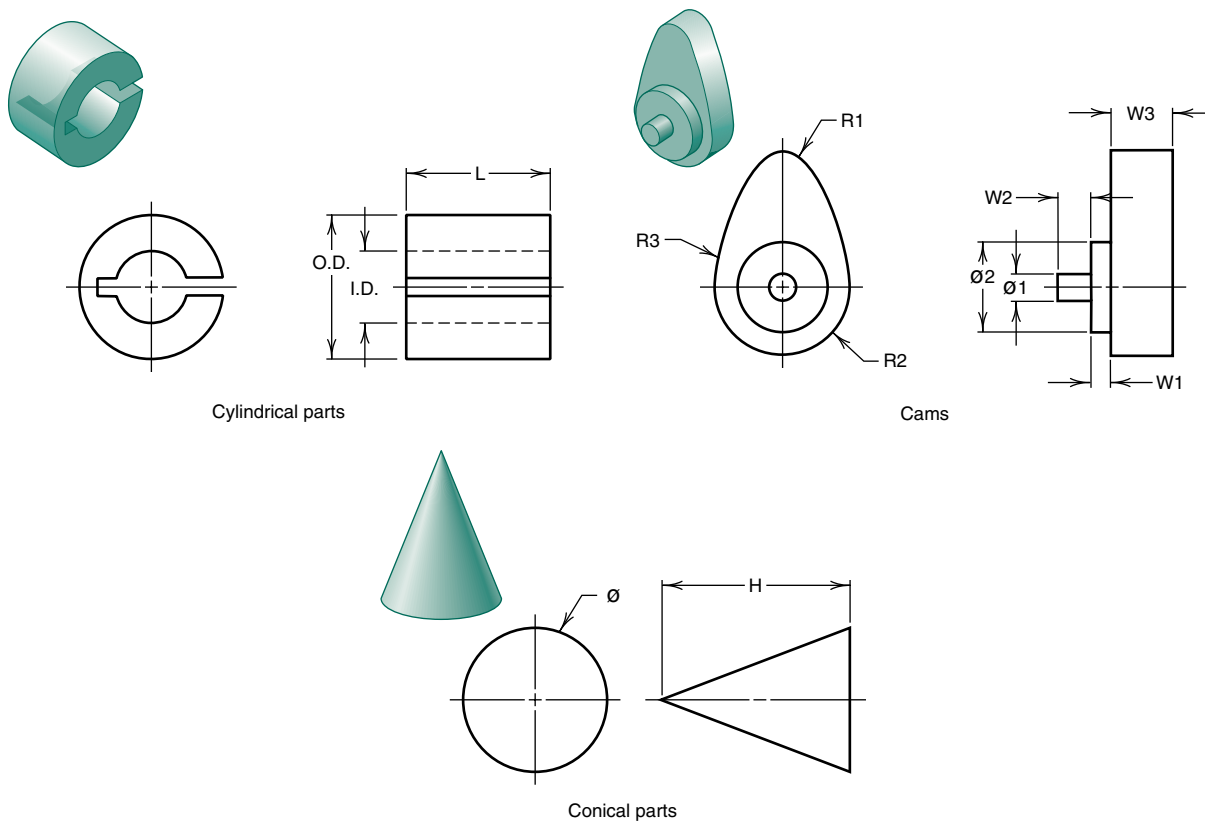 L
O.D.
I.D.
Cylindrical parts
R1
R3
R2
W3
W2
Ø2
Ø1
W1
Cams
Ø
H
Conical parts